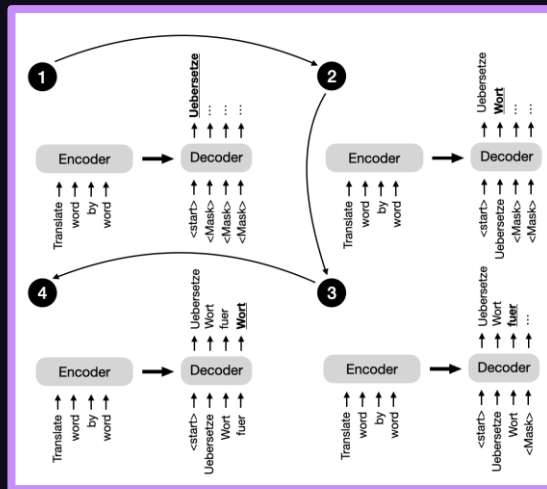 1
Uebersetze
...
...
...
Encoder
Decoder
Translate
word
by
word
<start>
<Mask>
<Mask>
<Mask>
2
Uebersetze
Wort
...
...
Encoder
Decoder
Translate
word
by
word
<start>
Uebersetze
<Mask>
<Mask>
4
Uebersetze
Wort
fuer
Wort
Encoder
Decoder
Translate
word
by
word
<start>
Uebersetze
Wort
fuer
3
Uebersetze
Wort
fuer
...
Encoder
Decoder
Translate
word
by
word
<start>
Uebersetze
Wort
<Mask>